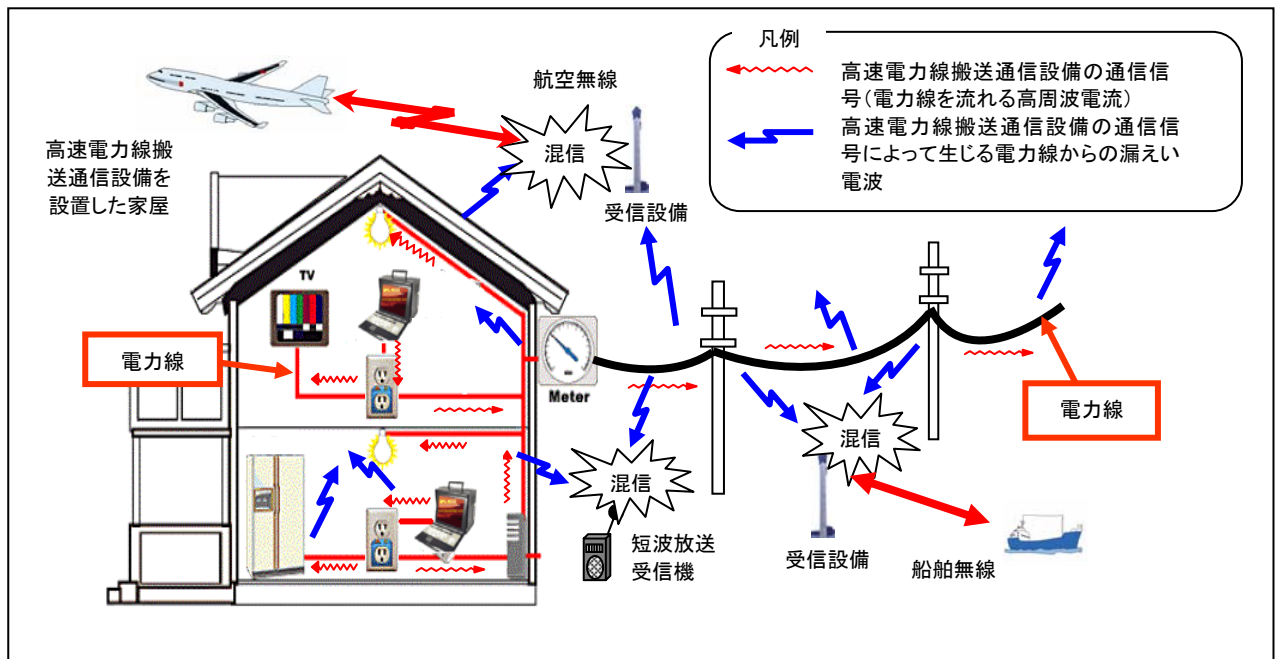 凡例
高速電力線搬送通信設備の通信信
号(電力線を流れる高周波電流)
高速電力線搬送通信設備の通信信
号によって生じる電力線からの漏えい
電波
航空無線
混信
受信設備
高速電力線搬
送通信設備を
設置した家屋
TV
電力線
Meter
電力線
混信
混信
短波放送
受信機
受信設備
船舶無線